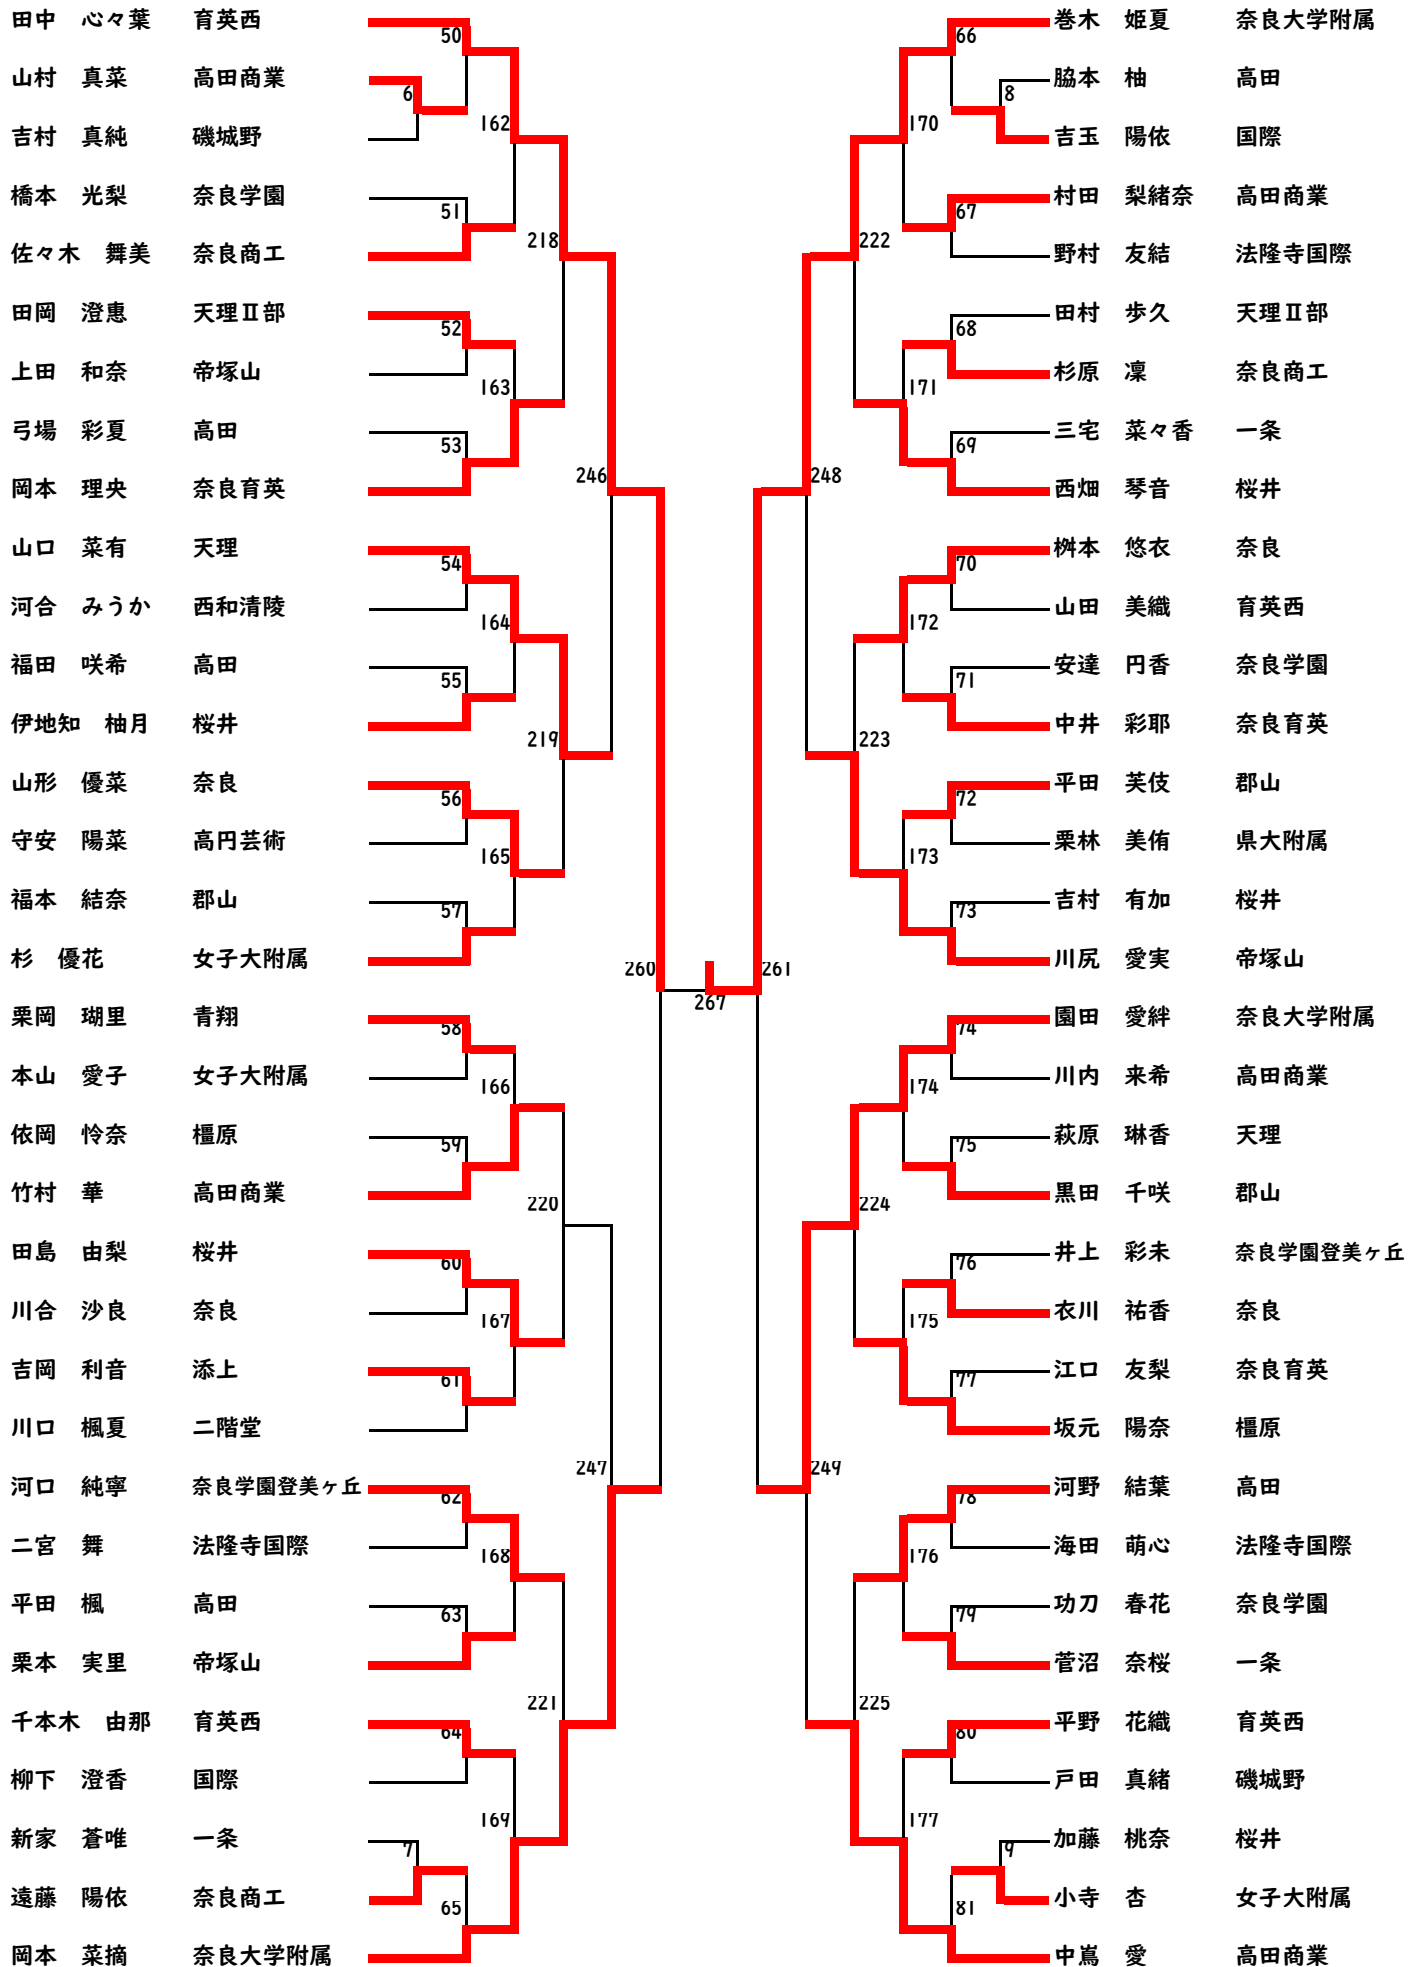 田中 心々葉 育英西
50
山村 真菜 高田商業
6
162
吉村 真純 磯城野
橋本 光梨 奈良学園
51
218
佐々木 舞美 奈良商工
田岡 澄惠 天理Ⅱ部
52
上田 和奈 帝塚山
163
弓場 彩夏 高田
53
246
岡本 理央 奈良育英
山口 菜有 天理
54
河合 みうか 西和清陵
164
福田 咲希 高田
55
伊地知 柚月 桜井
219
山形 優菜 奈良
56
守安 陽菜 高円芸術
165
福本 結奈 郡山
57
杉 優花 女子大附属
260
267
栗岡 瑚里 青翔
58
本山 愛子 女子大附属
166
依岡 怜奈 橿原
59
竹村 華 高田商業
220
田島 由梨 桜井
60
川合 沙良 奈良
167
吉岡 利音 添上
61
川口 楓夏 二階堂
247
河口 純寧 奈良学園登美ヶ丘
62
二宮 舞 法隆寺国際
168
平田 楓 高田
63
栗本 実里 帝塚山
221
千本木 由那 育英西
64
柳下 澄香 国際
169
新家 蒼唯 一条
7
遠藤 陽依 奈良商工
65
岡本 菜摘 奈良大学附属
巻木 姫夏 奈良大学附属
66
脇本 柚 高田
8
170
吉玉 陽依 国際
村田 梨緒奈 高田商業
67
222
野村 友結 法隆寺国際
田村 歩久 天理Ⅱ部
68
杉原 凜 奈良商工
171
三宅 菜々香 一条
69
248
西畑 琴音 桜井
桝本 悠衣 奈良
70
山田 美織 育英西
172
安達 円香 奈良学園
71
中井 彩耶 奈良育英
223
平田 芙伎 郡山
72
栗林 美侑 県大附属
173
吉村 有加 桜井
73
川尻 愛実 帝塚山
261
園田 愛絆 奈良大学附属
74
川内 来希 高田商業
174
萩原 琳香 天理
75
黒田 千咲 郡山
224
井上 彩未 奈良学園登美ヶ丘
76
衣川 祐香 奈良
175
江口 友梨 奈良育英
77
坂元 陽奈 橿原
249
河野 結葉 高田
78
海田 萌心 法隆寺国際
176
功刀 春花 奈良学園
79
菅沼 奈桜 一条
225
平野 花織 育英西
80
戸田 真緒 磯城野
177
加藤 桃奈 桜井
9
小寺 杏 女子大附属
81
中嶌 愛 高田商業